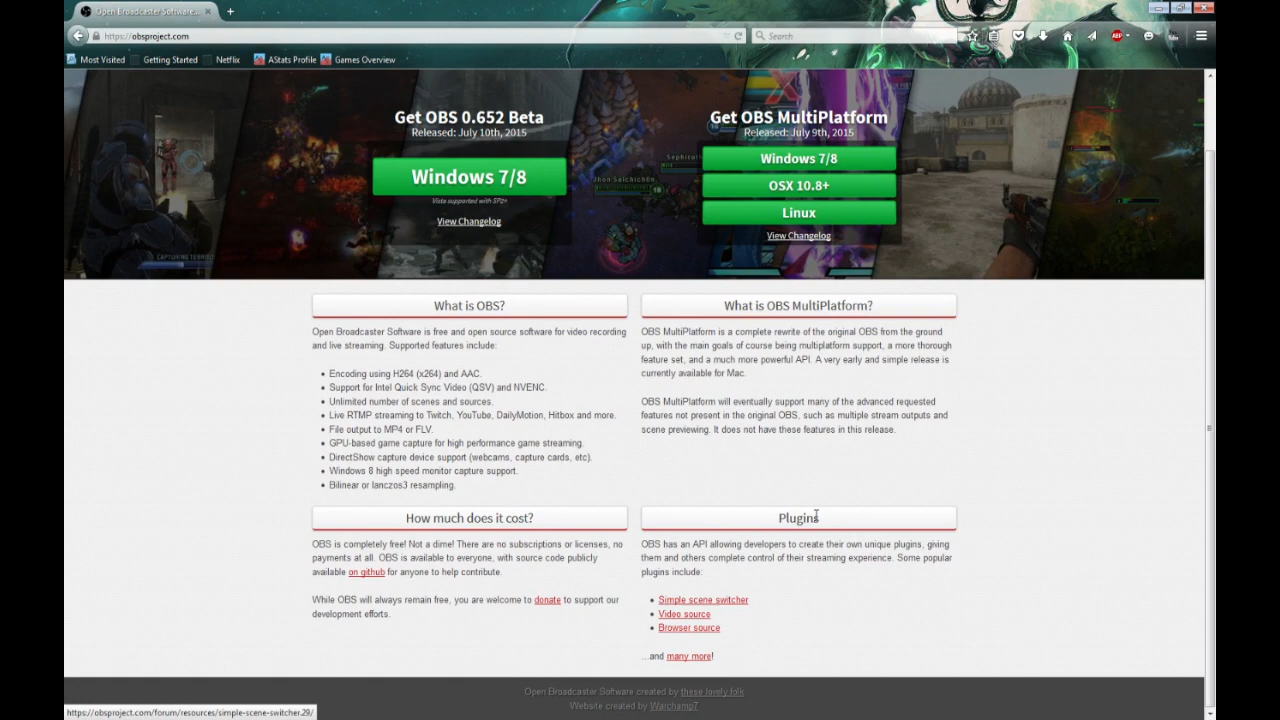 Open Broadcaster Software...
https://obsproject.com
Search
ABP
Most Visited
Getting Started
Netflix
AStats Profile
Games Overview
Get OBS 0.652 Beta
Released: July 10th, 2015
Windows 7/8
Vista supported with SP2+
View Changelog
Get OBS MultiPlatform
Released: July 9th, 2015
Windows 7/8
OSX 10.8+
Linux
View Changelog
What is OBS?
Open Broadcaster Software is free and open source software for video recording
and live streaming. Supported features include:
Encoding using H264 (x264) and AAC.
Support for Intel Quick Sync Video (QSV) and NVENC.
Unlimited number of scenes and sources.
Live RTMP streaming to Twitch, YouTube, DailyMotion, Hitbox and more.
File output to MP4 or FLV.
GPU-based game capture for high performance game streaming.
DirectShow capture device support (webcams, capture cards, etc).
Windows 8 high speed monitor capture support.
Bilinear or lanczos3 resampling.
What is OBS MultiPlatform?
OBS MultiPlatform is a complete rewrite of the original OBS from the ground
up, with the main goals of course being multiplatform support, a more thorough
feature set, and a much more powerful API. A very early and simple release is
currently available for Mac.
OBS MultiPlatform will eventually support many of the advanced requested
features not present in the original OBS, such as multiple stream outputs and
scene previewing. It does not have these features in this release.
How much does it cost?
OBS is completely free! Not a dime! There are no subscriptions or licenses, no
payments at all. OBS is available to everyone, with source code publicly
available on github for anyone to help contribute.
While OBS will always remain free, you are welcome to donate to support our
development efforts.
Plugins
OBS has an API allowing developers to create their own unique plugins, giving
them and others complete control of their streaming experience. Some popular
plugins include:
Simple scene switcher
Video source
Browser source
...and many more!
Open Broadcaster Software created by these lovely folk
Website created by Warchamp7
https://obsproject.com/forum/resources/simple-scene-switcher.29/